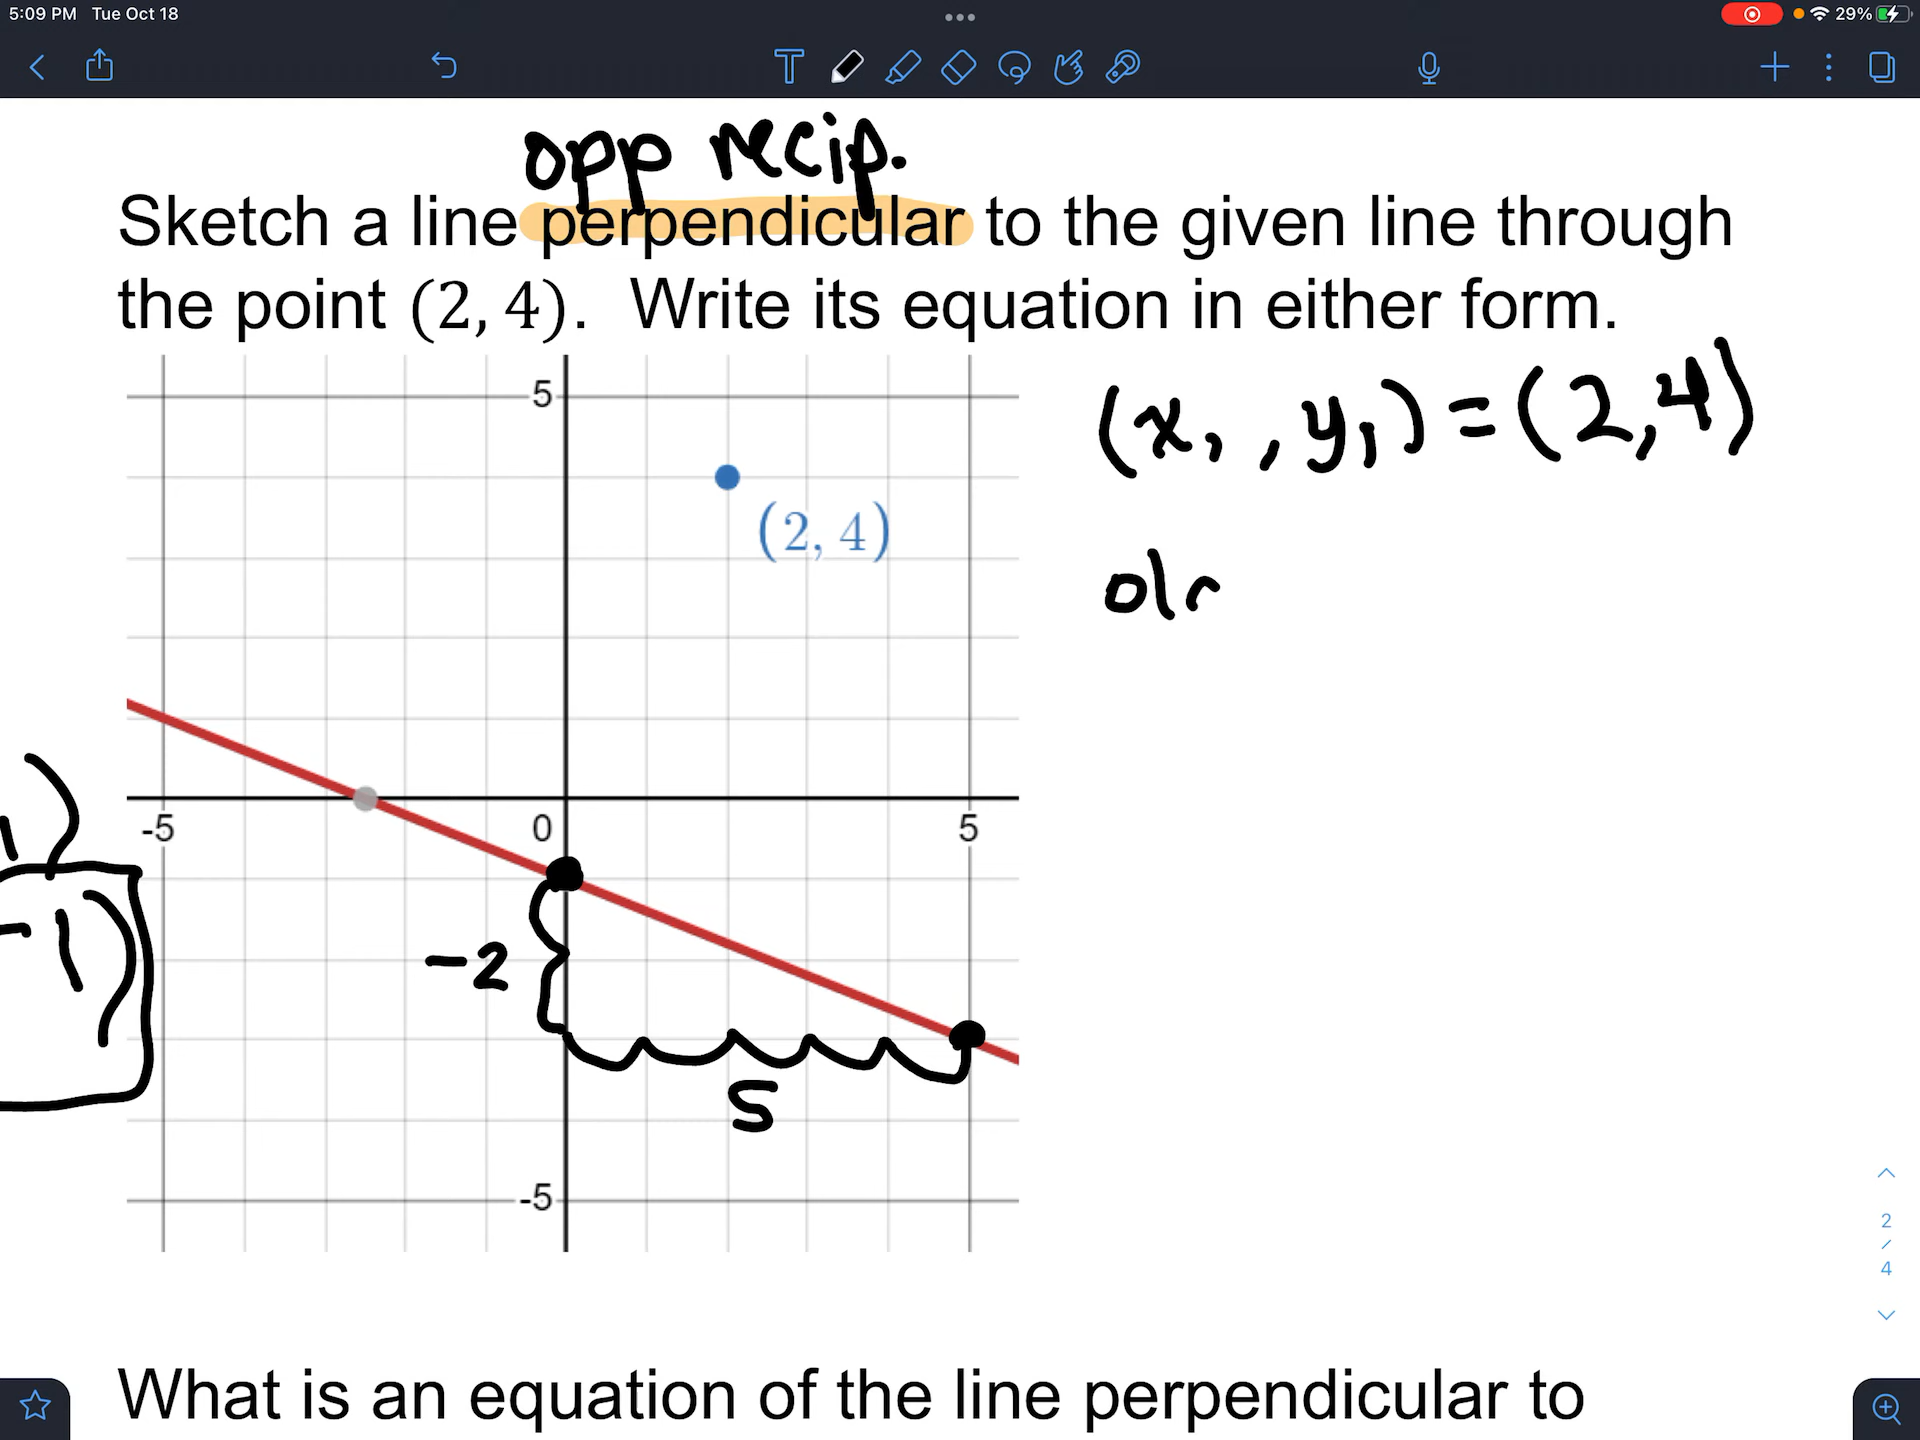 5:09 PM Tue Oct 18
29%
opp recip.
Sketch a line perpendicular to the given line through
the point (2, 4). Write its equation in either form.
(x₁, y₁) = (2,4)
5
(2, 4)
-5
0
5
-1)
-2
5
-5
2
/
4
What is an equation of the line perpendicular to